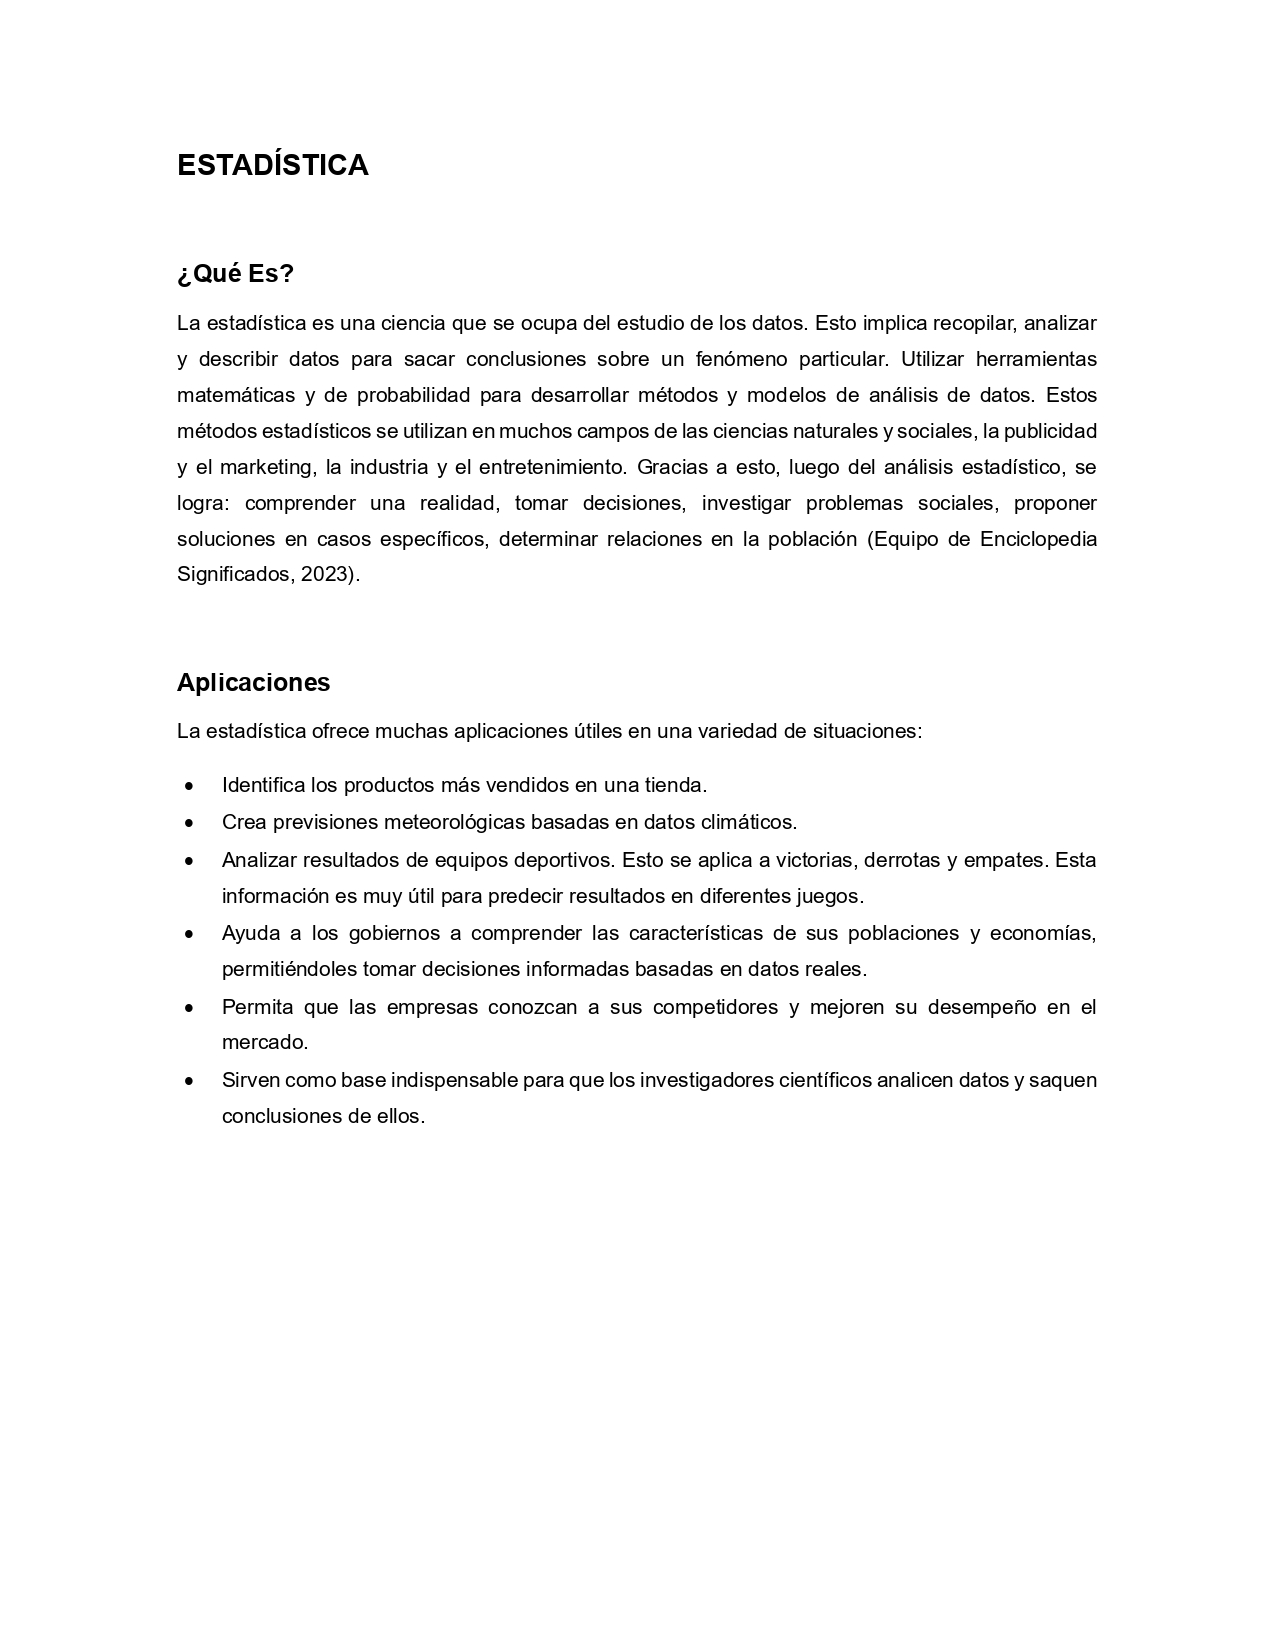 ESTADÍSTICA
¿Qué Es?
La estadística es una ciencia que se ocupa del estudio de los datos. Esto implica recopilar, analizar
y describir datos para sacar conclusiones sobre un fenómeno particular. Utilizar herramientas
matemáticas y de probabilidad para desarrollar métodos y modelos de análisis de datos. Estos
métodos estadísticos se utilizan en muchos campos de las ciencias naturales y sociales, la publicidad
y el marketing, la industria y el entretenimiento. Gracias a esto, luego del análisis estadístico, se
logra: comprender una realidad, tomar decisiones, investigar problemas sociales, proponer
soluciones en casos específicos, determinar relaciones en la población (Equipo de Enciclopedia
Significados, 2023).
Aplicaciones
La estadística ofrece muchas aplicaciones útiles en una variedad de situaciones:
• Identifica los productos más vendidos en una tienda.
• Crea previsiones meteorológicas basadas en datos climáticos.
• Analizar resultados de equipos deportivos. Esto se aplica a victorias, derrotas y empates. Esta
información es muy útil para predecir resultados en diferentes juegos.
• Ayuda a los gobiernos a comprender las características de sus poblaciones y economías,
permitiéndoles tomar decisiones informadas basadas en datos reales.
• Permita que las empresas conozcan a sus competidores y mejoren su desempeño en el
mercado.
• Sirven como base indispensable para que los investigadores científicos analicen datos y saquen
conclusiones de ellos.